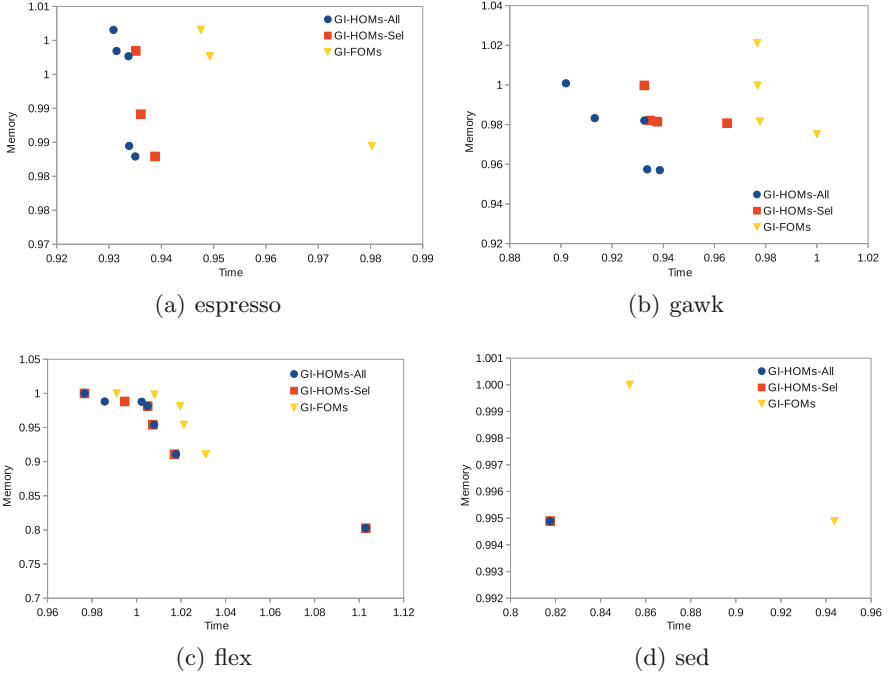 1.01
1
1
0.99
0.99
0.98
0.98
0.97
Memory
0.92 0.93 0.94 0.95 0.96 0.97 0.98 0.99
Time
GI-HOMs-All
GI-HOMs-Sel
GI-FOMs
(a) espresso
1.04
1.02
1
0.98
0.96
0.94
0.92
Memory
0.88 0.9 0.92 0.94 0.96 0.98 1 1.02
Time
GI-HOMs-All
GI-HOMs-Sel
GI-FOMs
(b) gawk
1.05
1
0.95
0.9
0.85
0.8
0.75
0.7
Memory
0.96 0.98 1 1.02 1.04 1.06 1.08 1.1 1.12
Time
GI-HOMs-All
GI-HOMs-Sel
GI-FOMs
(c) flex
1.001
1.000
0.999
0.998
0.997
0.996
0.995
0.994
0.993
0.992
Memory
0.8 0.82 0.84 0.86 0.88 0.9 0.92 0.94 0.96
Time
GI-HOMs-All
GI-HOMs-Sel
GI-FOMs
(d) sed